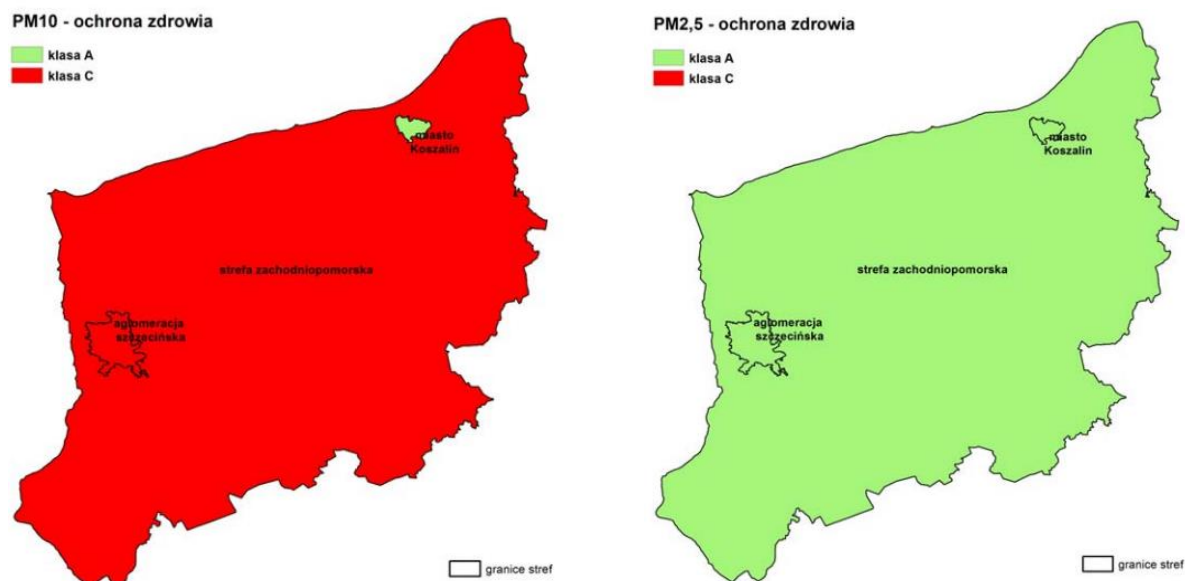 PM10 - ochrona zdrowia
klasa A
klasa C
miasto
Koszalin
strefa zachodniopomorska
aglomeracja
szczecińska
granice stref
PM2,5 - ochrona zdrowia
klasa A
klasa C
miasto
Koszalin
strefa zachodniopomorska
aglomeracja
szczecińska
granice stref